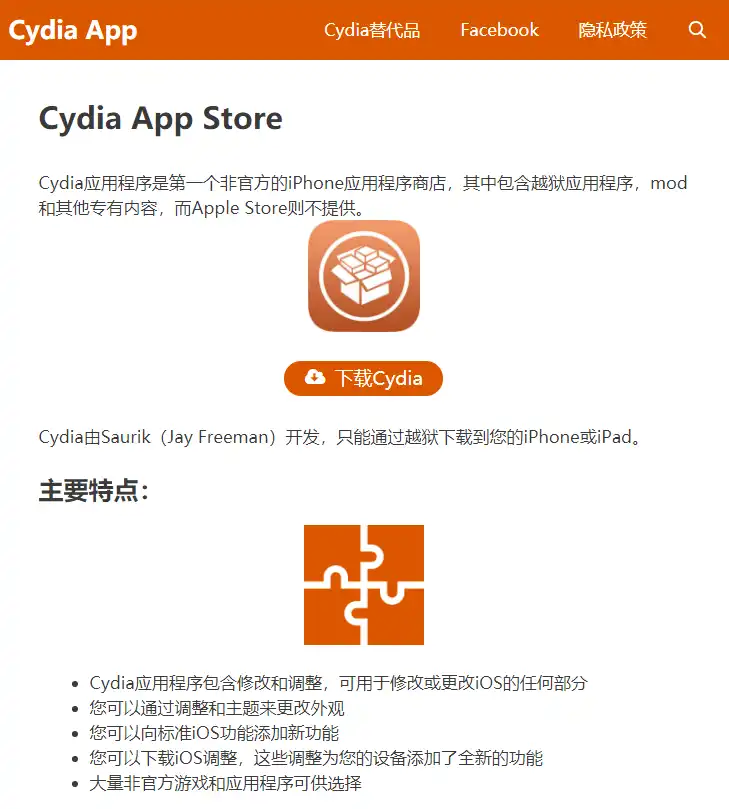 Cydia App
Cydia替代品
Facebook
隐私政策
Cydia App Store
Cydia应用程序是第一个非官方的iPhone应用程序商店，其中包含越狱应用程序，mod
和其他专有内容，而Apple Store则不提供。
下载Cydia
Cydia由Saurik（Jay Freeman）开发，只能通过越狱下载到您的iPhone或iPad。
主要特点：
Cydia应用程序包含修改和调整，可用于修改或更改iOS的任何部分
您可以通过调整和主题来更改外观
您可以向标准iOS功能添加新功能
您可以下载iOS调整，这些调整为您的设备添加了全新的功能
大量非官方游戏和应用程序可供选择